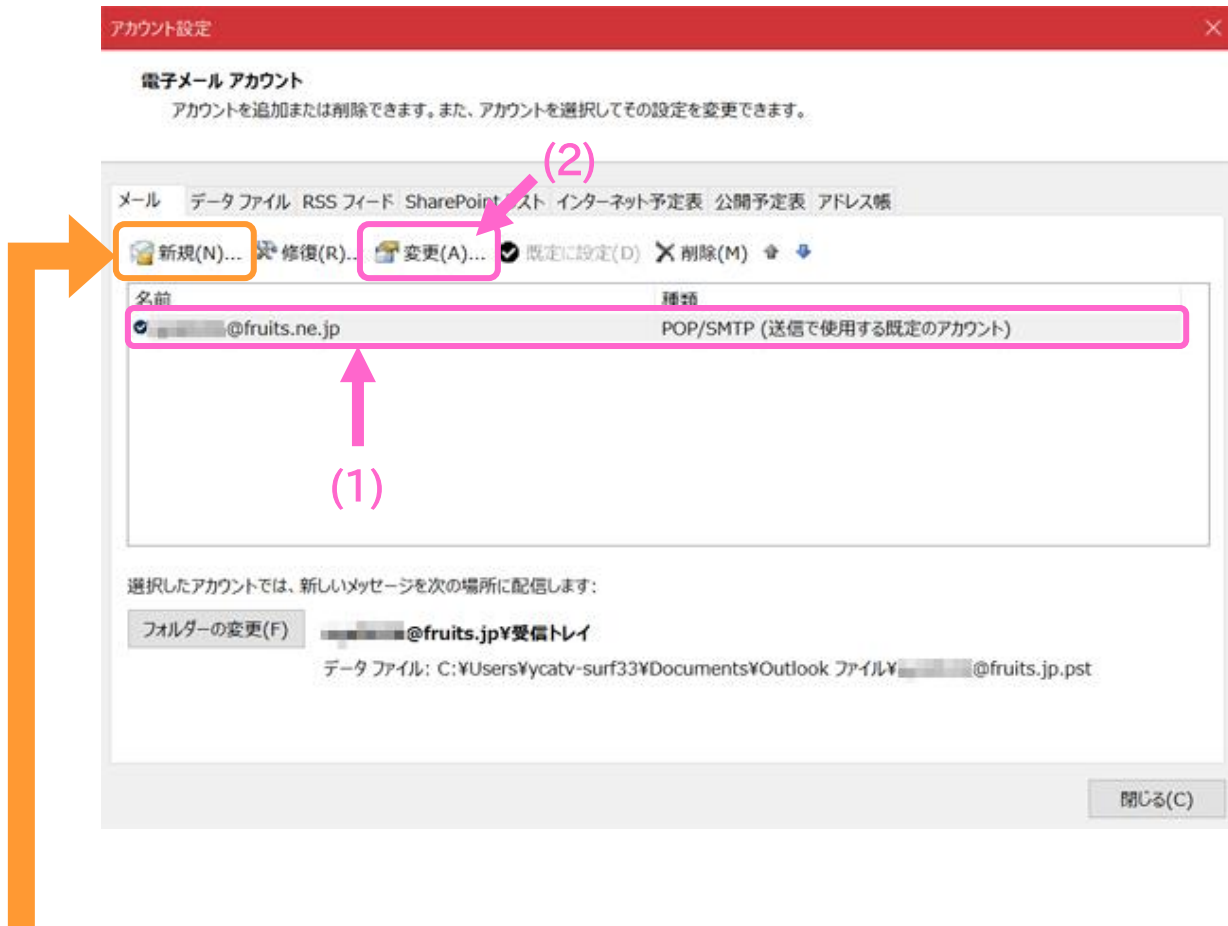 アカウント設定
電子メール アカウント
アカウントを追加または削除できます。また、アカウントを選択してその設定を変更できます。
(2)
メール データ ファイル RSS フィード SharePoint スト インターネット予定表 公開予定表 アドレス帳
新規(N)... 修復(R)... 変更(A)... 既定に設定(D) 削除(M)
名前 種類
@fruits.ne.jp POP/SMTP (送信で使用する既定のアカウント)
(1)
選択したアカウントでは、新しいメッセージを次の場所に配信します:
フォルダーの変更(F) @fruits.jp¥受信トレイ
データ ファイル: C:¥Users¥ycatv-surf33¥Documents¥Outlook ファイル¥ @fruits.jp.pst
閉じる(C)